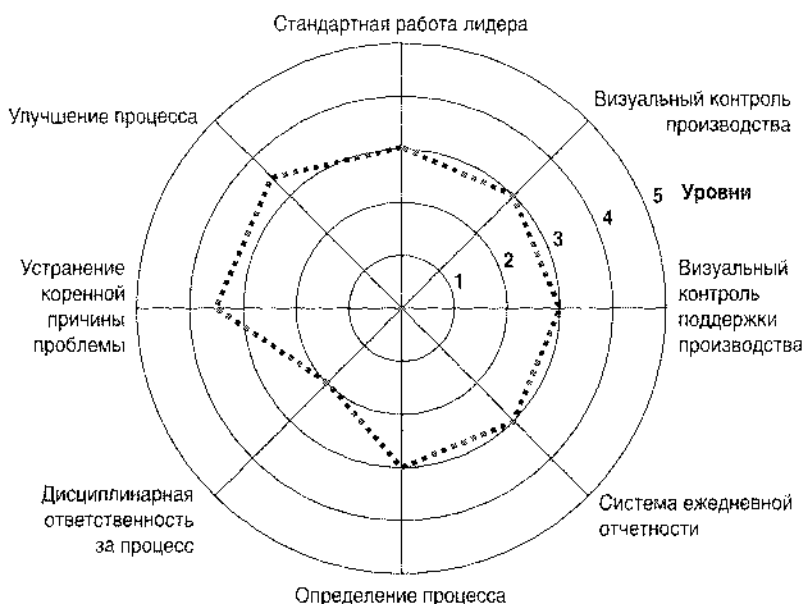 Стандартная работа лидера
Визуальный контроль
производства
5 Уровни
4
3
2
1
Визуальный
контроль
поддержки
производства
Система ежедневной
отчетности
Определение процесса
Дисциплинарная
ответственность
за процесс
Устранение
коренной
причины
проблемы
Улучшение процесса